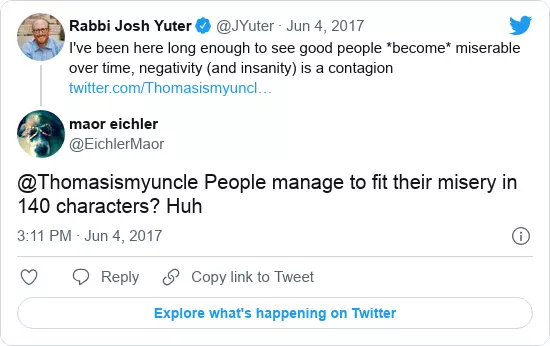 Rabbi Josh Yuter @JYuter · Jun 4, 2017
I've been here long enough to see good people *become* miserable
over time, negativity (and insanity) is a contagion
twitter.com/Thomasismyuncl…
maor eichler
@EichlerMaor
@Thomasismyuncle People manage to fit their misery in
140 characters? Huh
3:11 PM · Jun 4, 2017
Reply Copy link to Tweet
Explore what's happening on Twitter